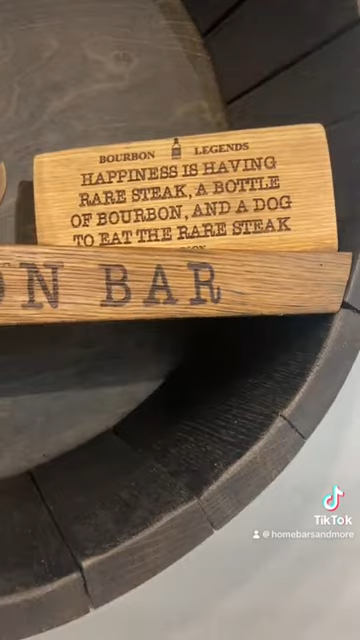 BOURBON LEGENDS
HAPPINESS IS HAVING
RARE STEAK, A BOTTLE
OF BOURBON, AND A DOG
TO EAT THE RARE STEAK
ON BAR
TikTok
@homebarsandmore